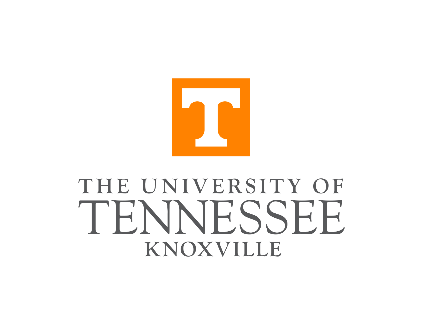 T
THE UNIVERSITY OF
TENNESSEE
KNOXVILLE